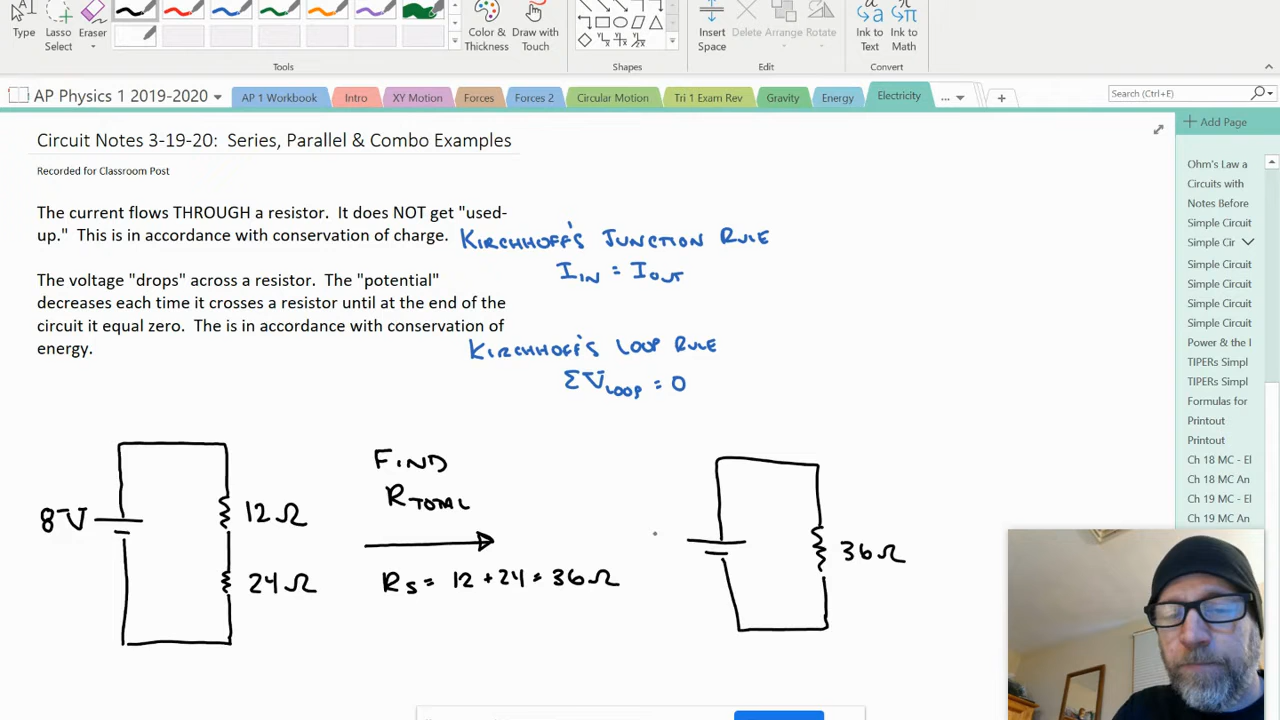 Type
Lasso
Select
Eraser
Color &
Thickness
Draw with
Touch
Insert
Space
Delete
Arrange
Rotate
Ink to
Text
Ink to
Math
Tools
Shapes
Edit
Convert
AP Physics 1 2019-2020
AP 1 Workbook
Intro
XY Motion
Forces
Forces 2
Circular Motion
Tri 1 Exam Rev
Gravity
Energy
Electricity
...
Search (Ctrl+E)
Add Page
Circuit Notes 3-19-20: Series, Parallel & Combo Examples
Recorded for Classroom Post
The current flows THROUGH a resistor. It does NOT get "used-
up." This is in accordance with conservation of charge.
KIRCHHOFF'S JUNCTION RULE
I IN = I OUT
The voltage "drops" across a resistor. The "potential"
decreases each time it crosses a resistor until at the end of the
circuit it equal zero. The is in accordance with conservation of
energy.
KIRCHHOFF'S LOOP RULE
ΣV LOOP = 0
8V
12Ω
24Ω
FIND
R TOTAL
Rs = 12 + 24 = 36Ω
36Ω
Ohm's Law a
Circuits with
Notes Before
Simple Circuit
Simple Cir
Simple Circuit
Simple Circuit
Simple Circuit
Simple Circuit
Power & the I
TIPERs Simpl
TIPERs Simpl
Formulas for
Printout
Printout
Ch 18 MC - El
Ch 18 MC An
Ch 19 MC - El
Ch 19 MC An